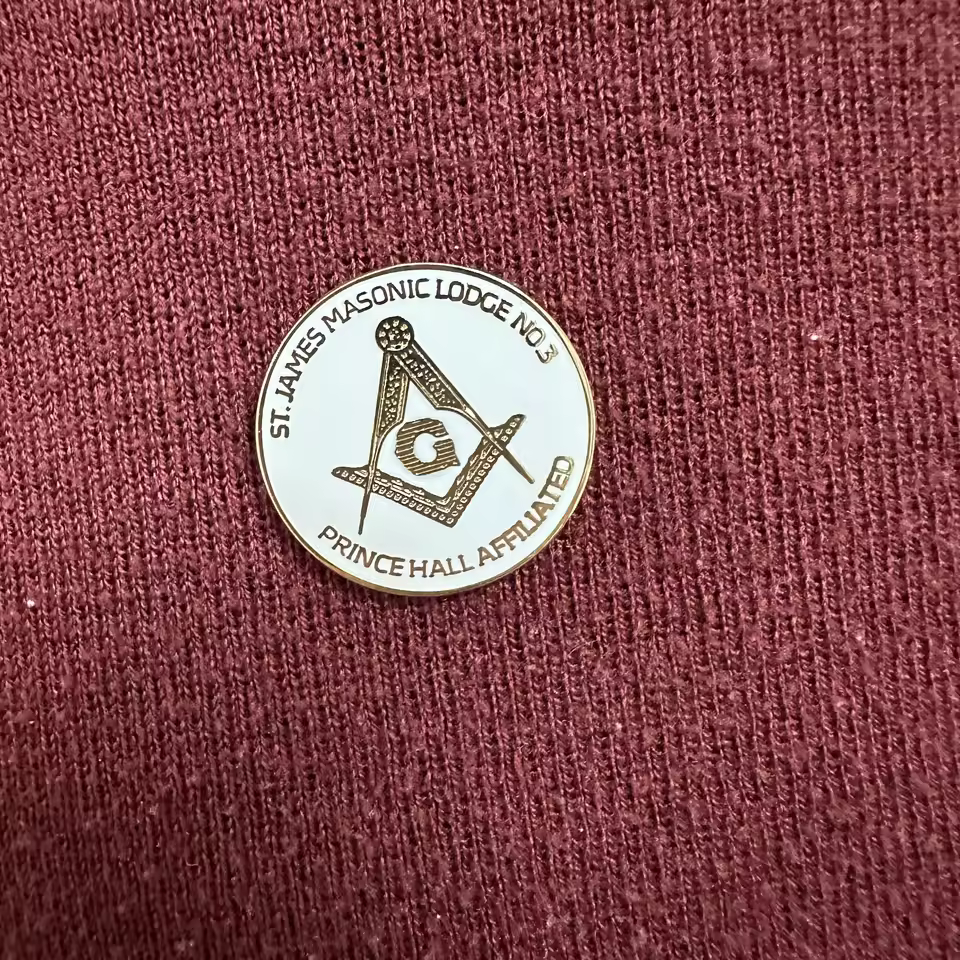 ST. JAMES MASONIC LODGE NO.3
G
PRINCE HALL AFFILIATED